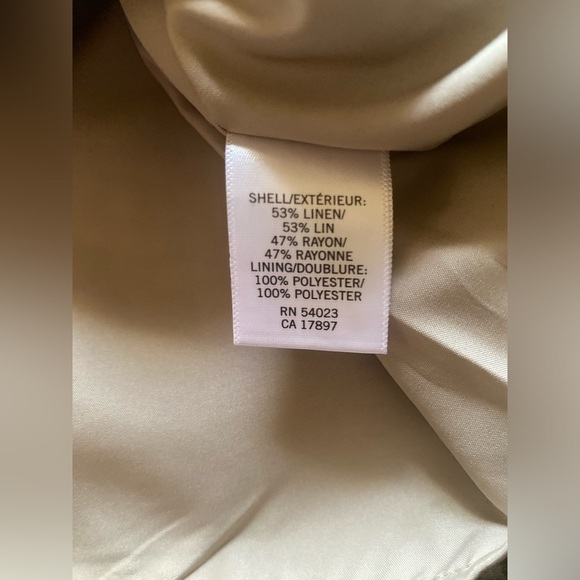 SHELL/EXTÉRIEUR:
53% LINEN/
53% LIN
47% RAYON/
47% RAYONNE
LINING/DOUBLURE:
100% POLYESTER/
100% POLYESTER
RN 54023
CA 17897